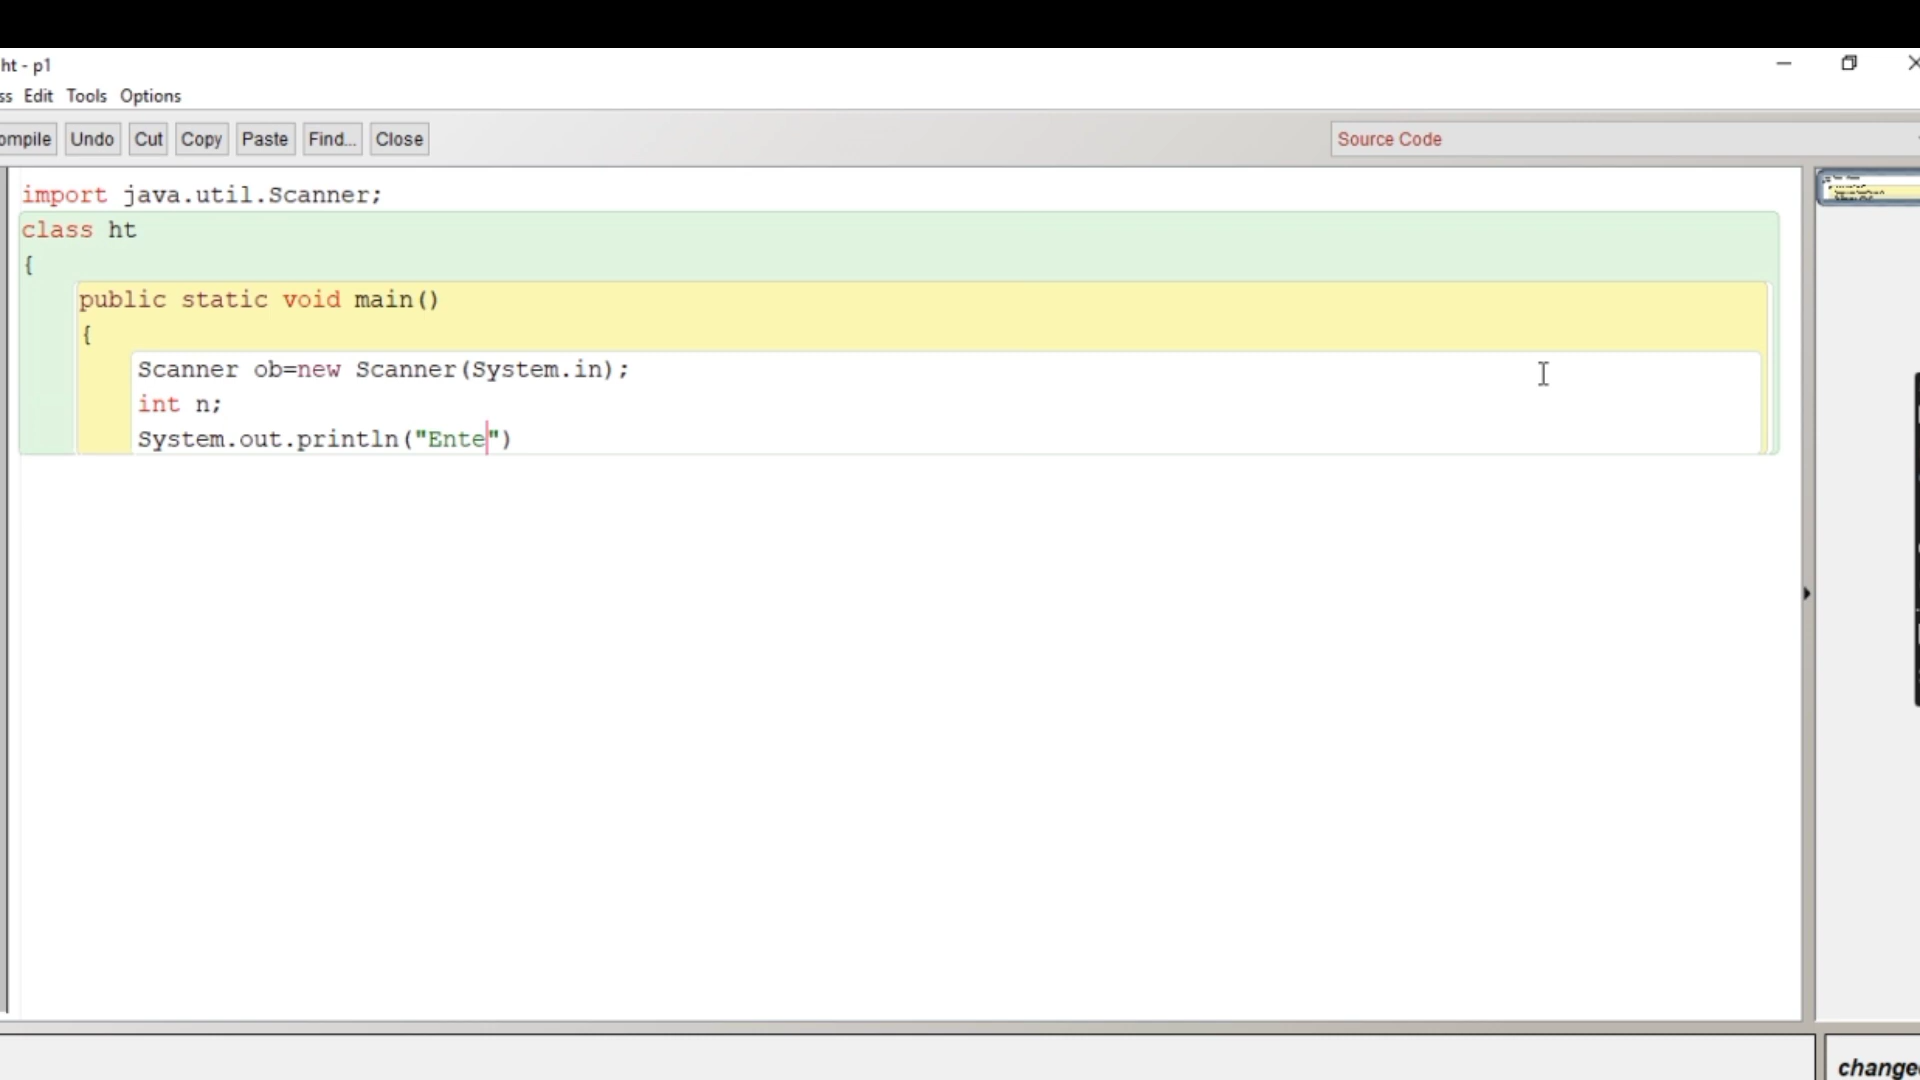 ht - p1
ss Edit Tools Options
ompile Undo Cut Copy Paste Find... Close Source Code
import java.util.Scanner;
class ht
{
public static void main()
{
Scanner ob=new Scanner(System.in);
int n;
System.out.println("Ente")
change